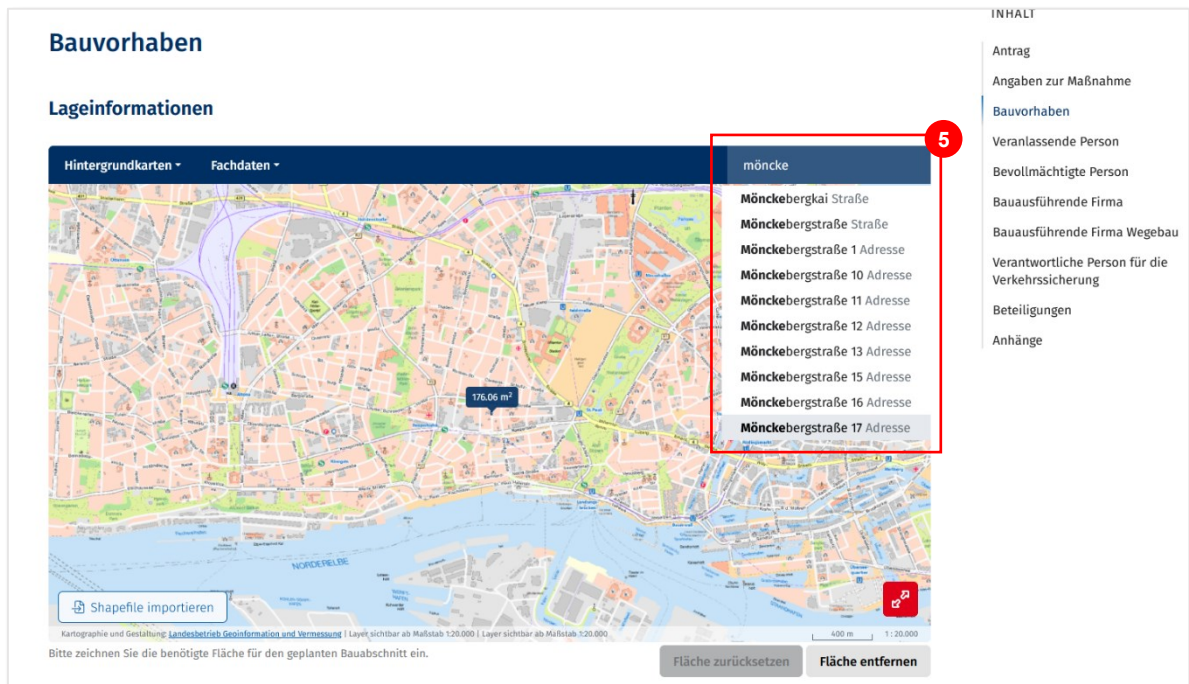 INHALT
Bauvorhaben
Antrag
Angaben zur Maßnahme
Lageinformationen
Bauvorhaben
Veranlassende Person
Bevollmächtigte Person
Bauausführende Firma
Bauausführende Firma Wegebau
Verantwortliche Person für die
Verkehrssicherung
Beteiligungen
Anhänge
5
Hintergrundkarten
Fachdaten
möncke
Mönckebergkai Straße
Mönckebergstraße Straße
Mönckebergstraße 1 Adresse
Mönckebergstraße 10 Adresse
Mönckebergstraße 11 Adresse
Mönckebergstraße 12 Adresse
Mönckebergstraße 13 Adresse
Mönckebergstraße 15 Adresse
Mönckebergstraße 16 Adresse
Mönckebergstraße 17 Adresse
176.06 m²
NORDERELBE
Shapefile importieren
Kartographie und Gestaltung: Landesbetrieb Geoinformation und Vermessung | Layer sichtbar ab Maßstab 1:20.000 | Layer sichtbar ab Maßstab 1:20.000
400 m
1 : 20.000
Bitte zeichnen Sie die benötigte Fläche für den geplanten Bauabschnitt ein.
Fläche zurücksetzen
Fläche entfernen